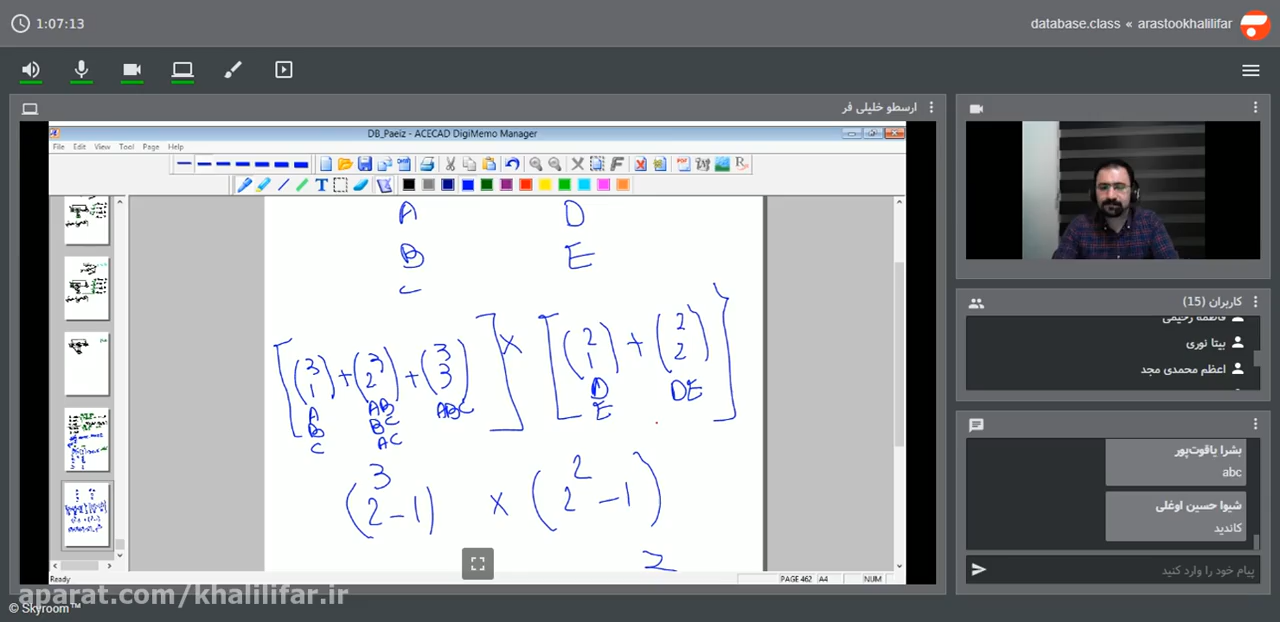 1:07:13
database.class « arastookhalilifar
ارسطو خلیلی فر
DB_Paeiz - ACECAD DigiMemo Manager
File Edit View Tool Page Help
A D
B E
C
[(3 1) + (3 2) + (3 3)] × [(2 1) + (2 2)]
A AB ABC D DE
B BC E
C AC
(2³ - 1) × (2² - 1)
2
Ready
PAGE 462 A4 NUM
aparat.com/khalilifar.ir
© Skyroom™
کاربران (15)
فاطمه رحیمی
بیتا نوری
اعظم محمدی مجد
بشرا یاقوت‌پور
abc
شیوا حسین اوغلی
کاندید
پیام خود را وارد کنید